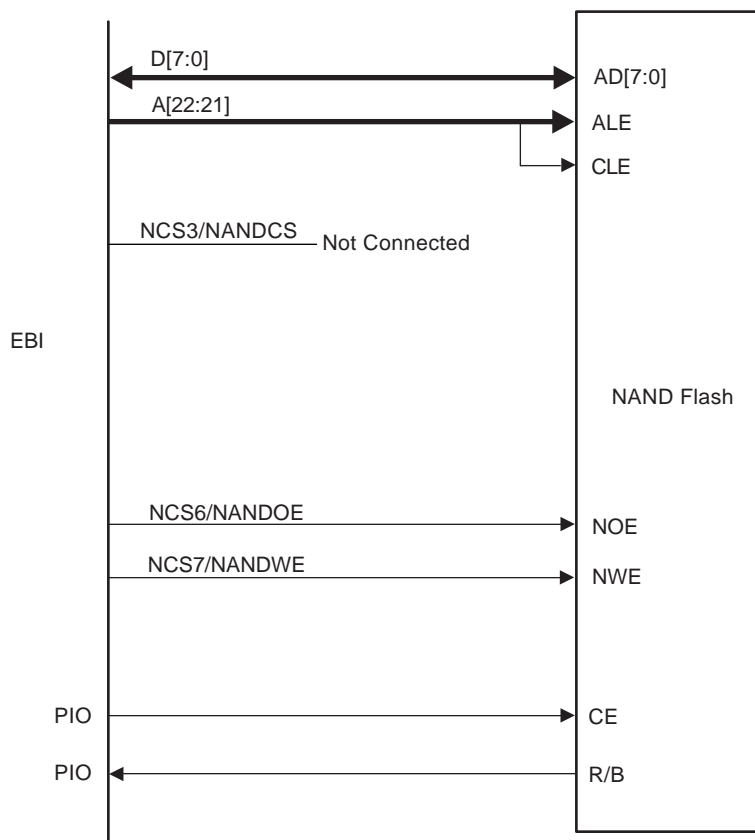 D[7:0]
AD[7:0]
A[22:21]
ALE
CLE
NCS3/NANDCS
Not Connected
EBI
NAND Flash
NCS6/NANDOE
NOE
NCS7/NANDWE
NWE
PIO
CE
PIO
R/B